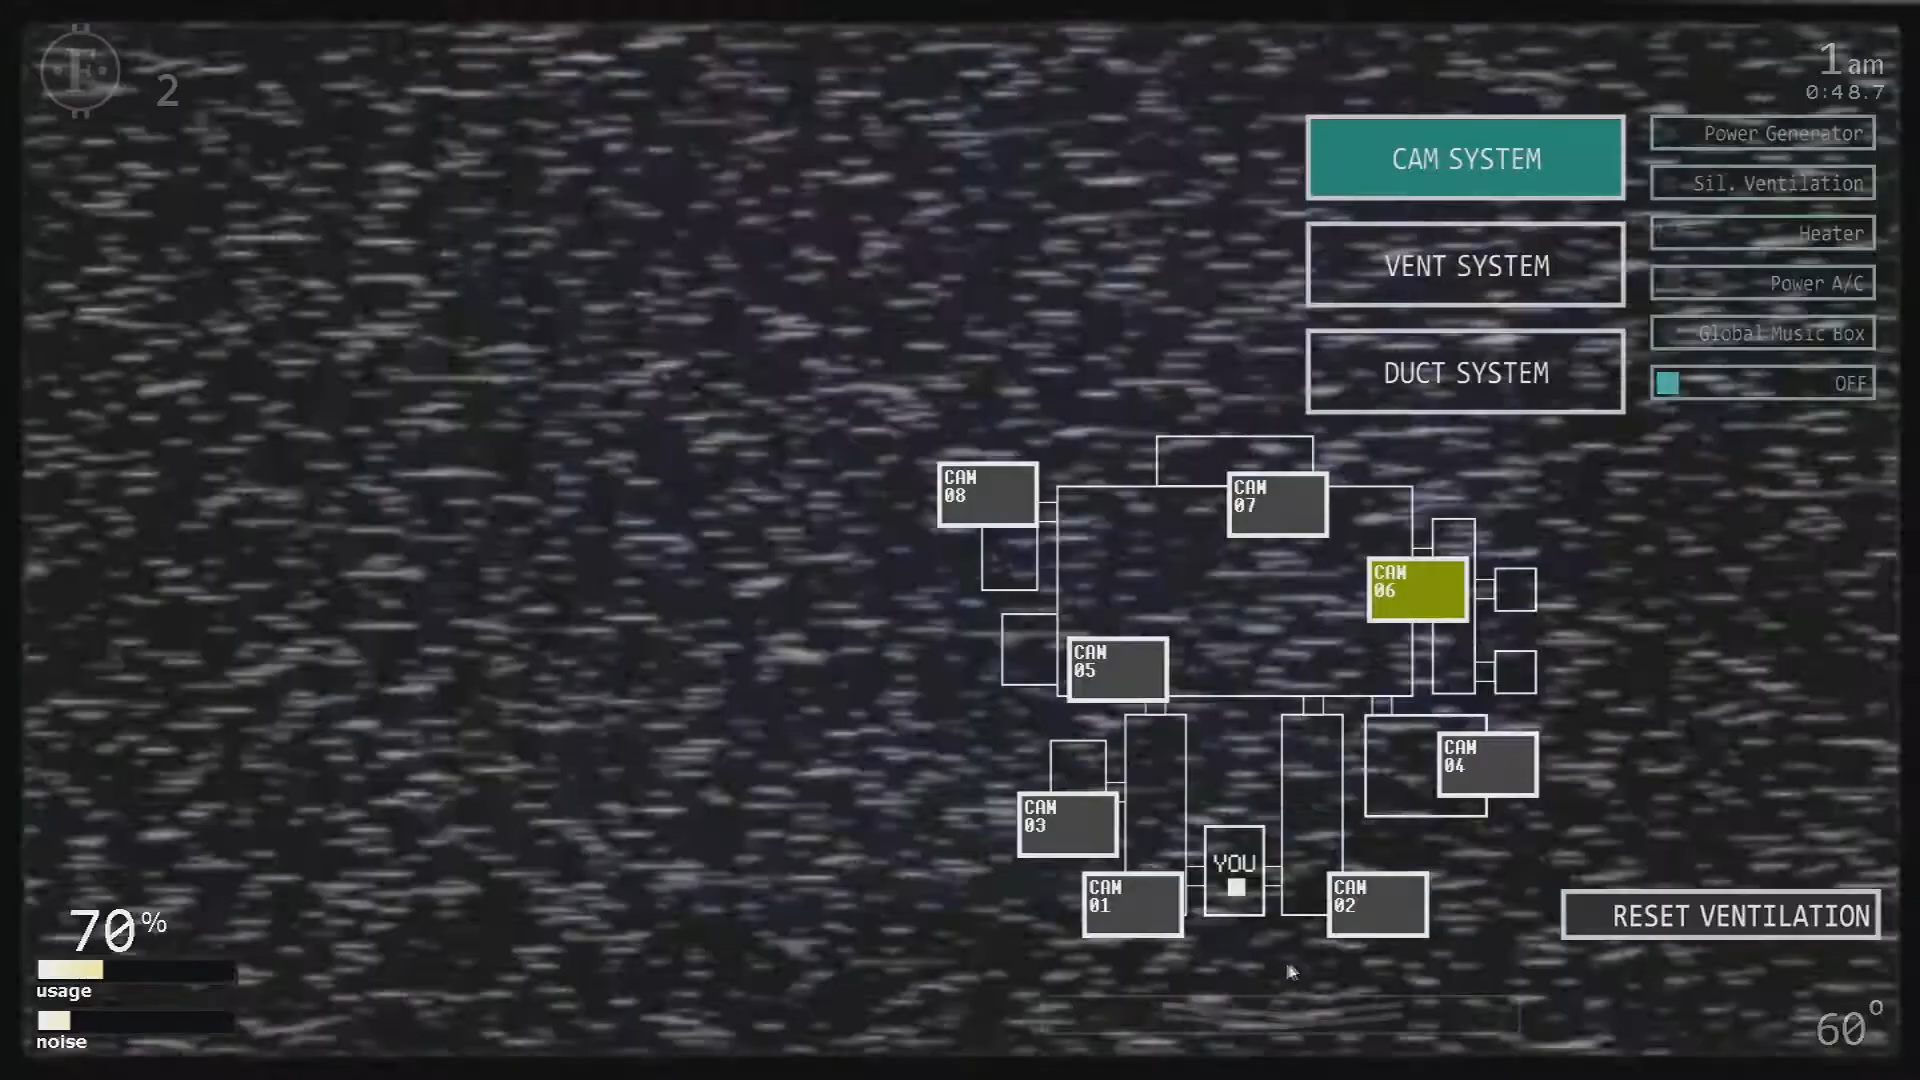 F
2
1 am
0:48.7
CAM SYSTEM
VENT SYSTEM
DUCT SYSTEM
Power Generator
Sil. Ventilation
Heater
Power A/C
Global Music Box
OFF
CAM
08
CAM
07
CAM
06
CAM
05
CAM
04
CAM
03
YOU
CAM
01
CAM
02
RESET VENTILATION
70%
usage
noise
60°